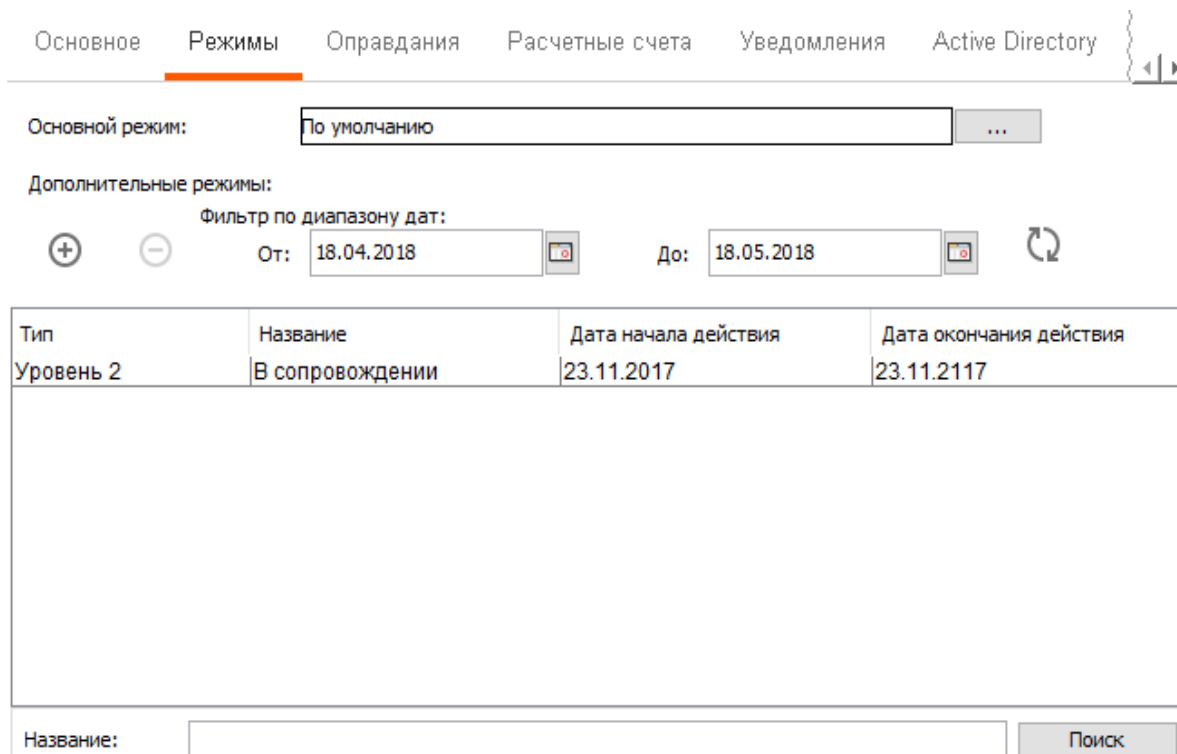 Основное Режимы Оправдания Расчетные счета Уведомления Active Directory
Основной режим: По умолчанию ...
Дополнительные режимы:
Фильтр по диапазону дат:
От: 18.04.2018 До: 18.05.2018
Тип Название Дата начала действия Дата окончания действия
Уровень 2 В сопровождении 23.11.2017 23.11.2117
Название: Поиск